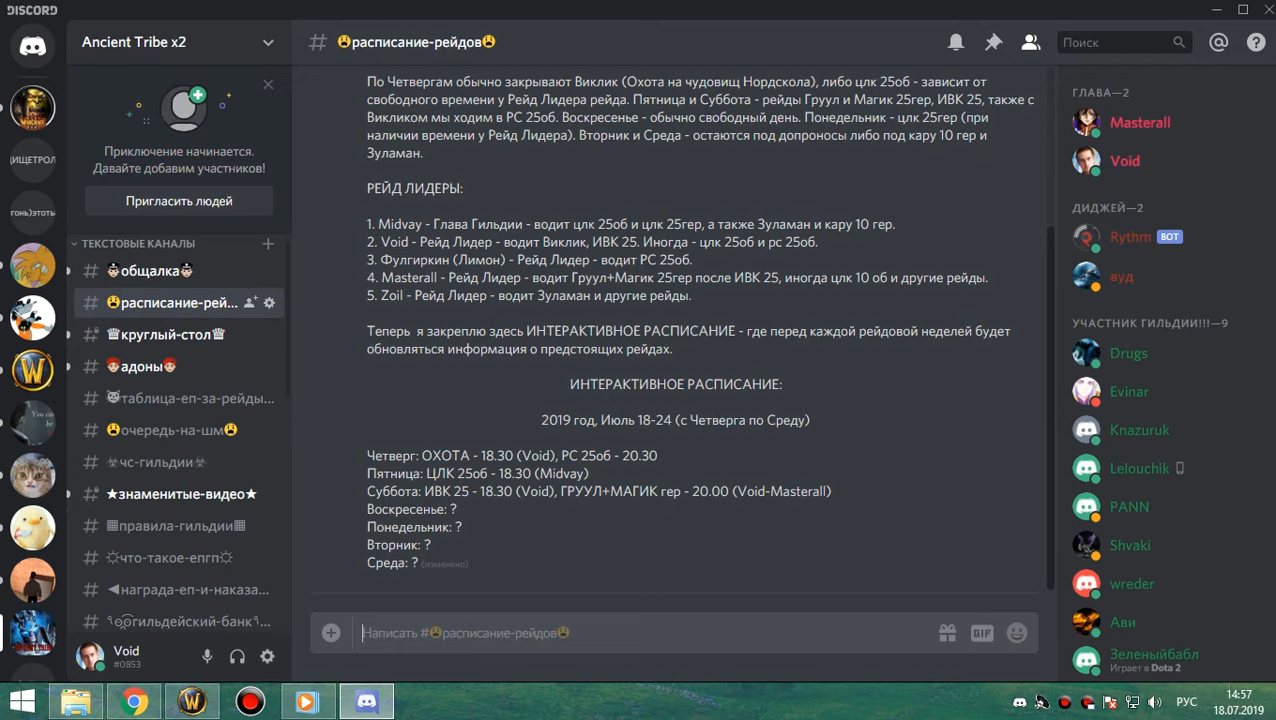 DISCORD
Ancient Tribe x2
😩расписание-рейдов😩
Поиск
Приключение начинается.
Давайте добавим участников!
Пригласить людей
ТЕКСТОВЫЕ КАНАЛЫ
общалка
расписание-рей...
круглый-стол
адоны
таблица-еп-за-рейды...
очередь-на-шм
чс-гильдии
★знаменитые-видео★
правила-гильдии
что-такое-епгп
награда-еп-и-наказа...
гильдейский-банк
Void
#0853
По Четвергам обычно закрывают Виклик (Охота на чудовищ Нордскола), либо цлк 25об - зависит от
свободного времени у Рейд Лидера рейда. Пятница и Суббота - рейды Груул и Магик 25гер, ИВК 25, также с
Викликом мы ходим в РС 25об. Воскресенье - обычно свободный день. Понедельник - цлк 25гер (при
наличии времени у Рейд Лидера). Вторник и Среда - остаются под допроносы либо под кару 10 гер и
Зуламан.
РЕЙД ЛИДЕРЫ:
1. Midvay - Глава Гильдии - водит цлк 25об и цлк 25гер, а также Зуламан и кару 10 гер.
2. Void - Рейд Лидер - водит Виклик, ИВК 25. Иногда - цлк 25об и рс 25об.
3. Фулгиркин (Лимон) - Рейд Лидер - водит РС 25об.
4. Masterall - Рейд Лидер - водит Груул+Магик 25гер после ИВК 25, иногда цлк 10 об и другие рейды.
5. Zoil - Рейд Лидер - водит Зуламан и другие рейды.
Теперь я закреплю здесь ИНТЕРАКТИВНОЕ РАСПИСАНИЕ - где перед каждой рейдовой неделей будет
обновляться информация о предстоящих рейдах.
ИНТЕРАКТИВНОЕ РАСПИСАНИЕ:
2019 год, Июль 18-24 (с Четверга по Среду)
Четверг: ОХОТА - 18.30 (Void), РС 25об - 20.30
Пятница: ЦЛК 25об - 18.30 (Midvay)
Суббота: ИВК 25 - 18.30 (Void), ГРУУЛ+МАГИК гер - 20.00 (Void-Masterall)
Воскресенье: ?
Понедельник: ?
Вторник: ?
Среда: ? (изменено)
Написать #😩расписание-рейдов😩
GIF
ГЛАВА—2
Masterall
Void
ДИДЖЕЙ—2
Rythm BOT
вуд
УЧАСТНИК ГИЛЬДИИ!!!—9
Drugs
Evinar
Knazuruk
Lelouchik
PANN
Shvaki
wreder
Ави
Зеленыйбабл
Играет в Dota 2
РУС
14:57
18.07.2019